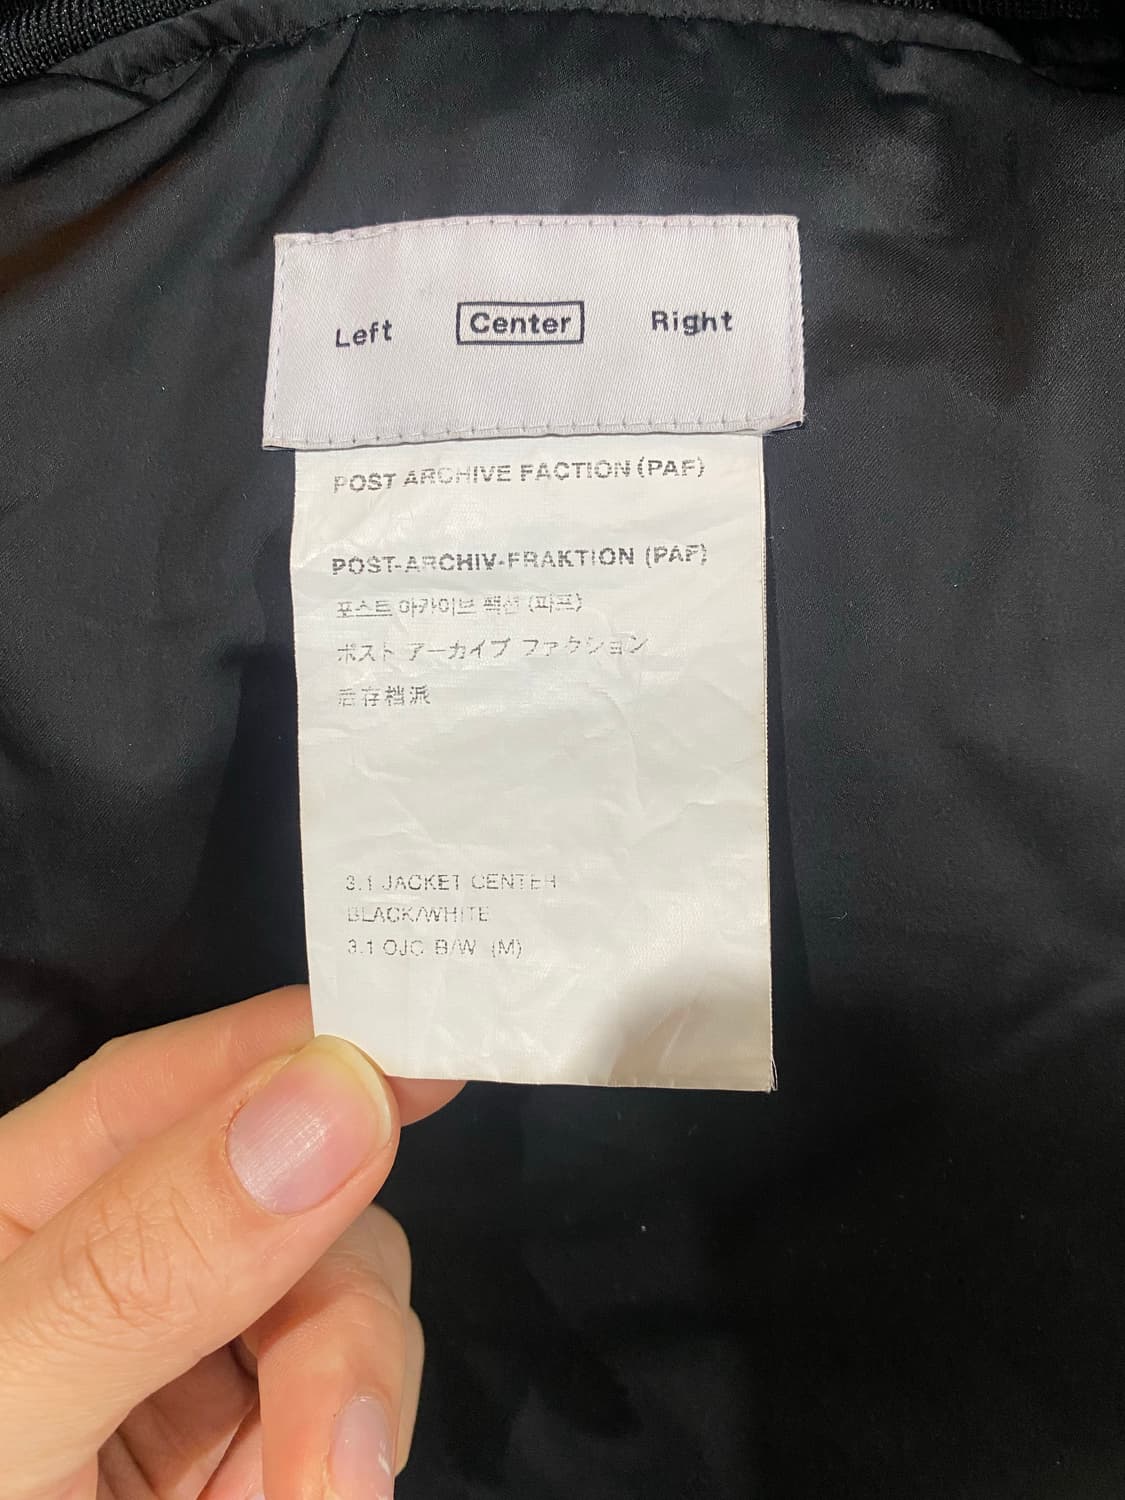 Left Center Right
POST ARCHIVE FACTION (PAF)
POST-ARCHIV-FRAKTION (PAF)
포스트 아카이브 팩션 (파프)
ポスト アーカイブ ファクション
后存档派
3.1 JACKET CENTER
BLACK/WHITE
3.1 OJC B/W (M)